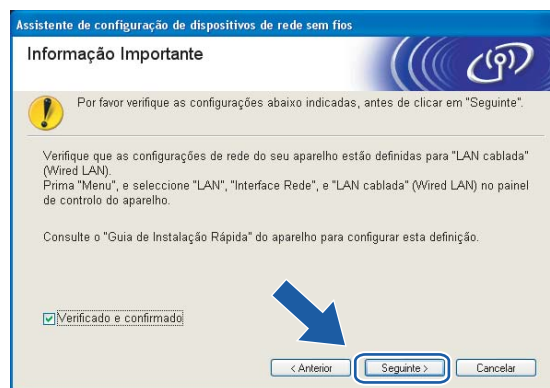 Assistente de configuração de dispositivos de rede sem fios
Informação Importante
Por favor verifique as configurações abaixo indicadas, antes de clicar em "Seguinte".
Verifique que as configurações de rede do seu aparelho estão definidas para "LAN cablada"
(Wired LAN).
Prima "Menu", e seleccione "LAN", "Interface Rede", e "LAN cablada" (Wired LAN) no painel
de controlo do aparelho.
Consulte o "Guia de Instalação Rápida" do aparelho para configurar esta definição.
Verificado e confirmado
< Anterior Seguinte > Cancelar